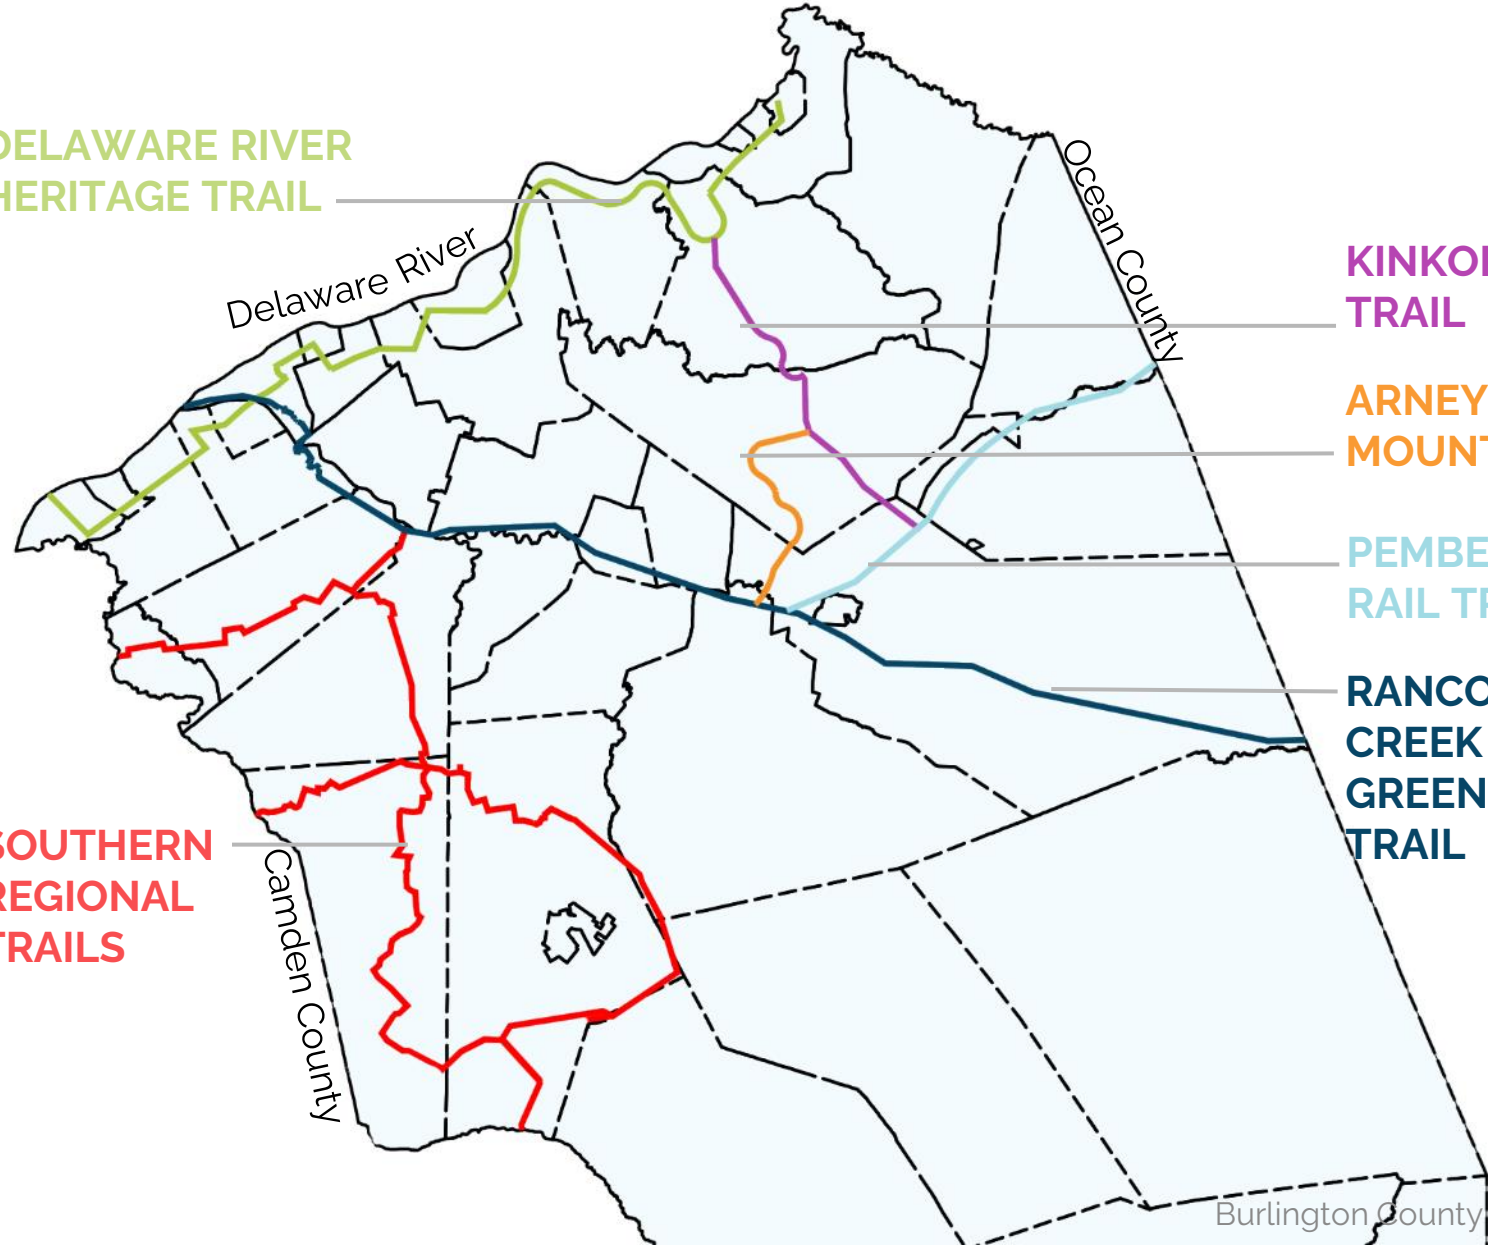 DELAWARE RIVER
HERITAGE TRAIL
Delaware River
Ocean County
KINKO
TRAIL
ARNEY
MOUNT
PEMBE
RAIL TR
RANCO
CREEK
GREEN
TRAIL
SOUTHERN
REGIONAL
TRAILS
Camden County
Burlington County